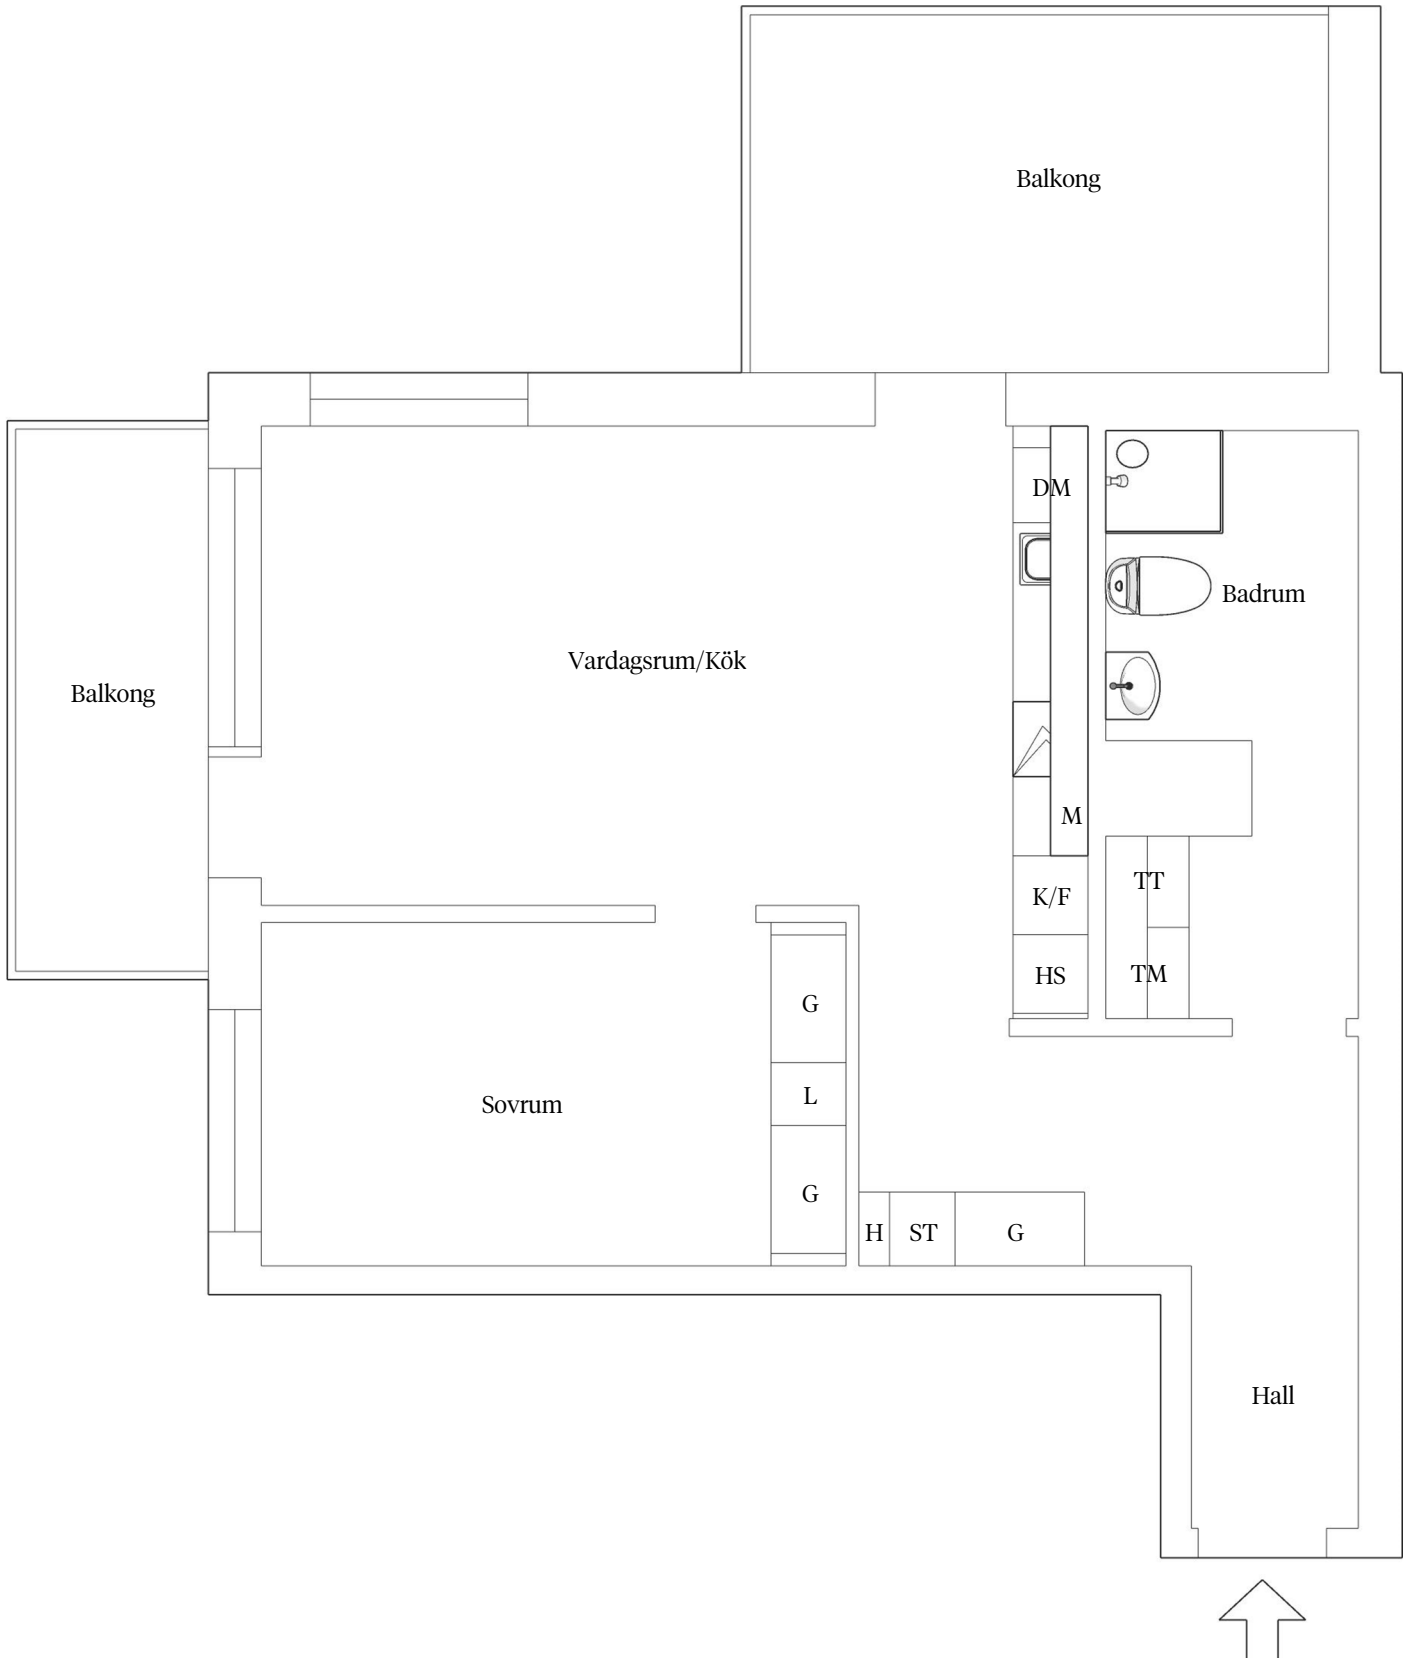 Balkong
DM
Badrum
Vardagsrum/Kök
Balkong
M
TT
K/F
TM
HS
G
L
Sovrum
G
H
ST
G
Hall